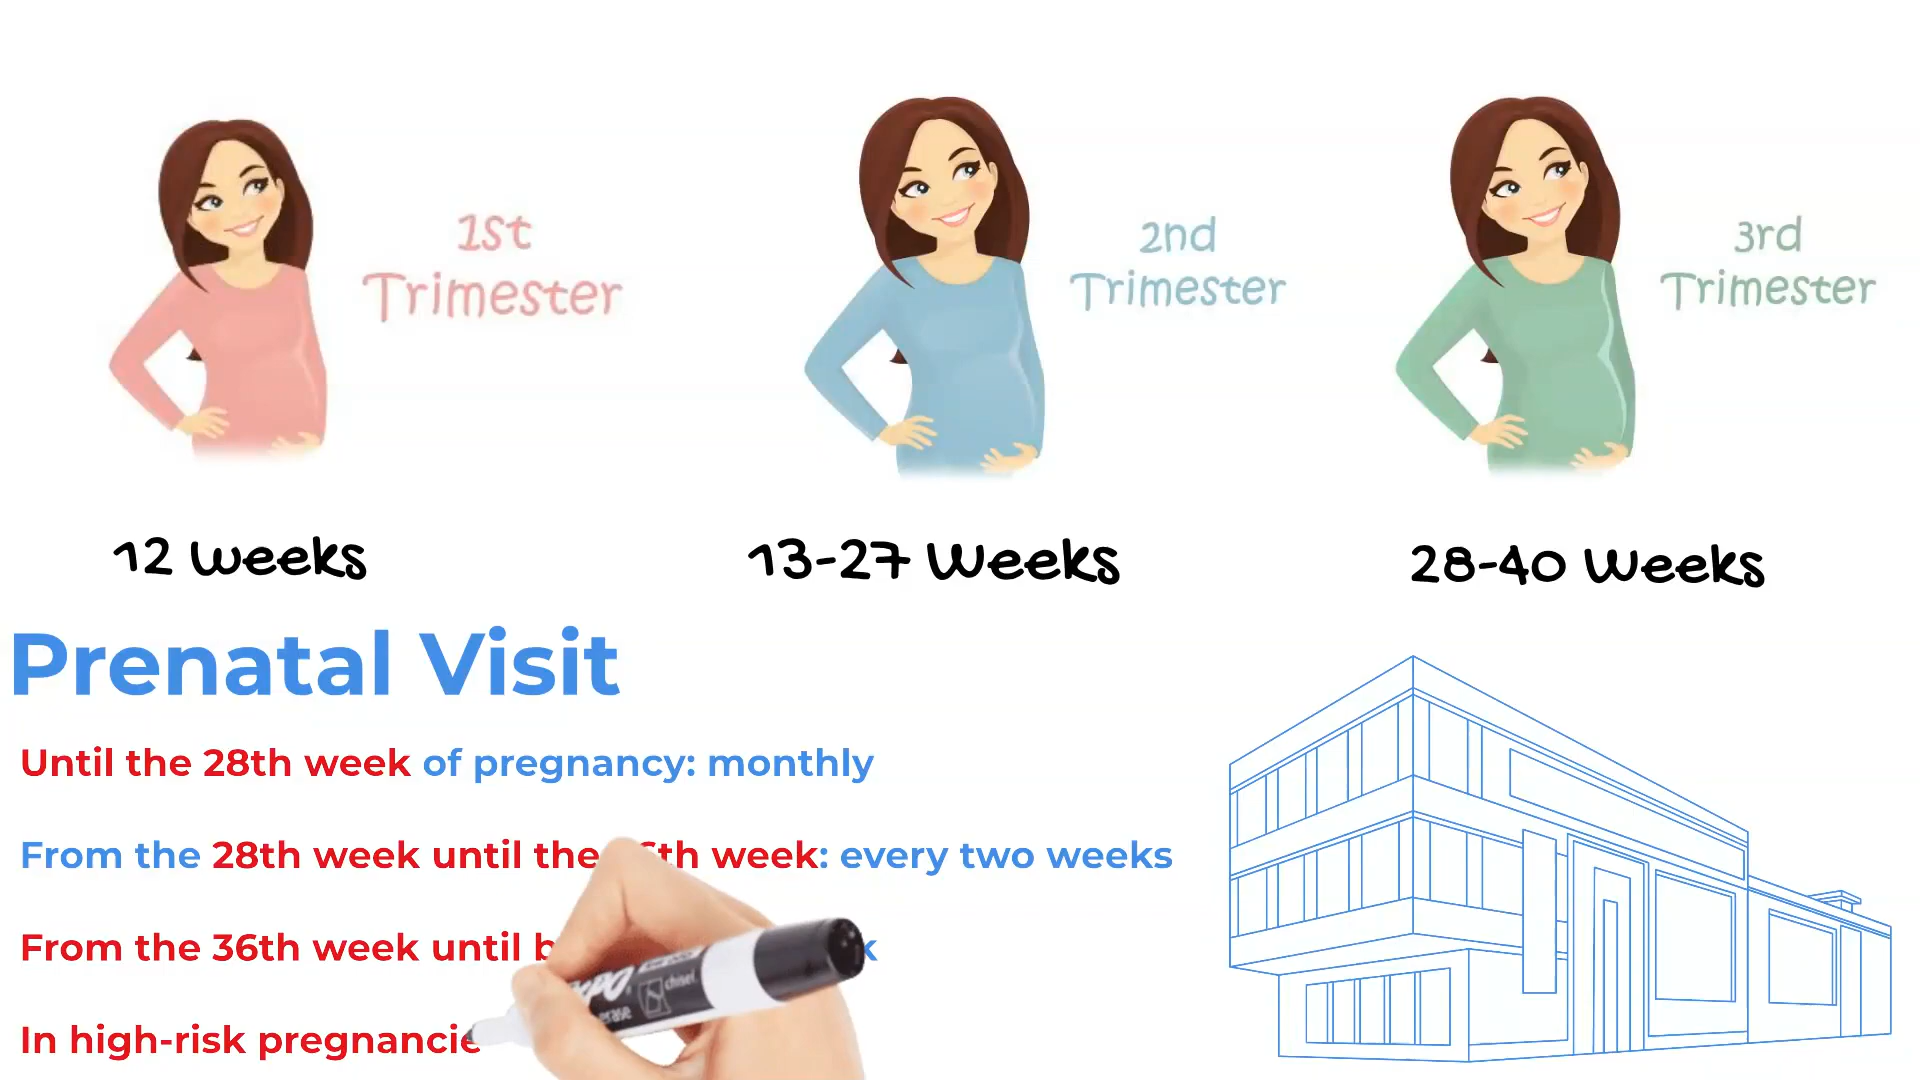 1st
Trimester
2nd
Trimester
3rd
Trimester
12 weeks
13-27 Weeks
28-40 Weeks
Prenatal Visit
Until the 28th week of pregnancy: monthly
From the 28th week until the week: every two weeks
From the 36th week until
In high-risk
chisel